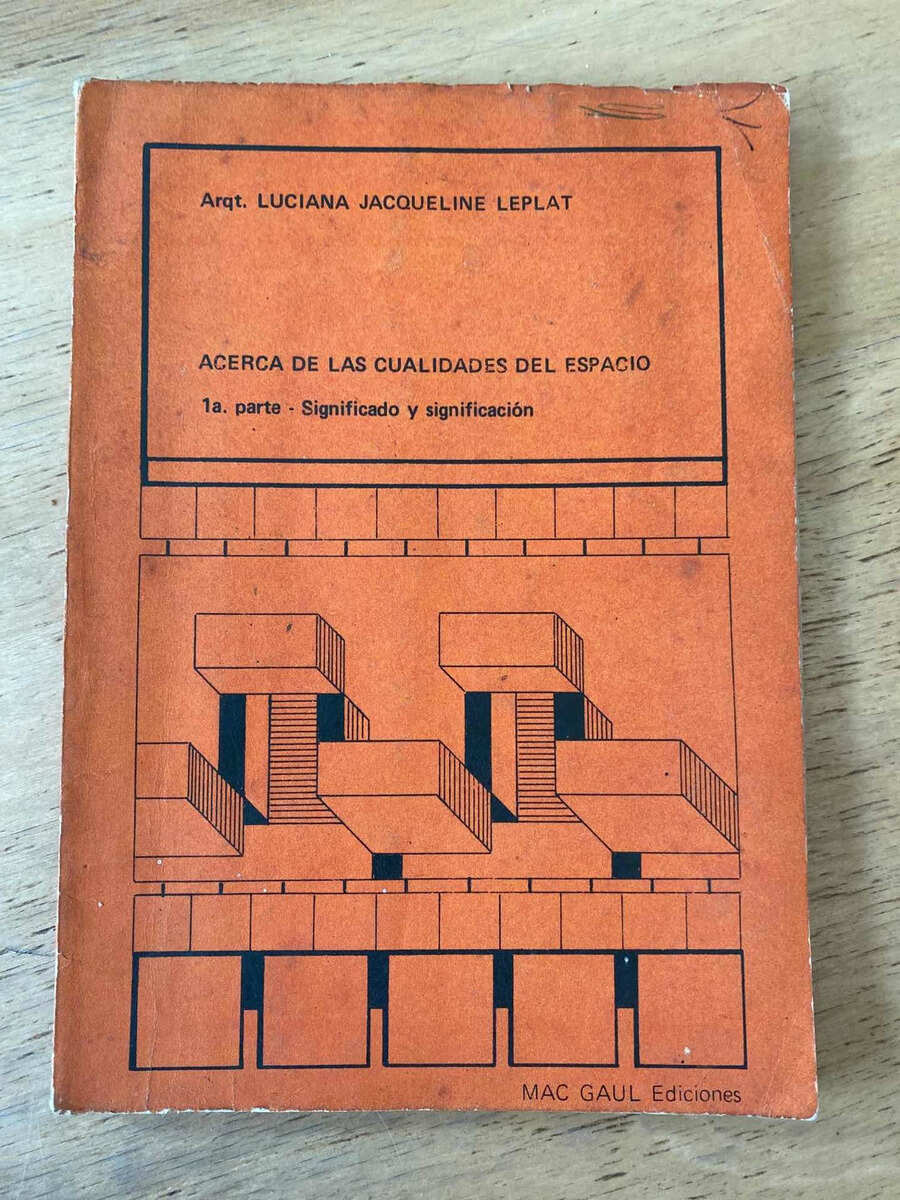 Arqt. LUCIANA JACQUELINE LEPLAT
ACERCA DE LAS CUALIDADES DEL ESPACIO
1a. parte - Significado y significación
MAC GAUL Ediciones